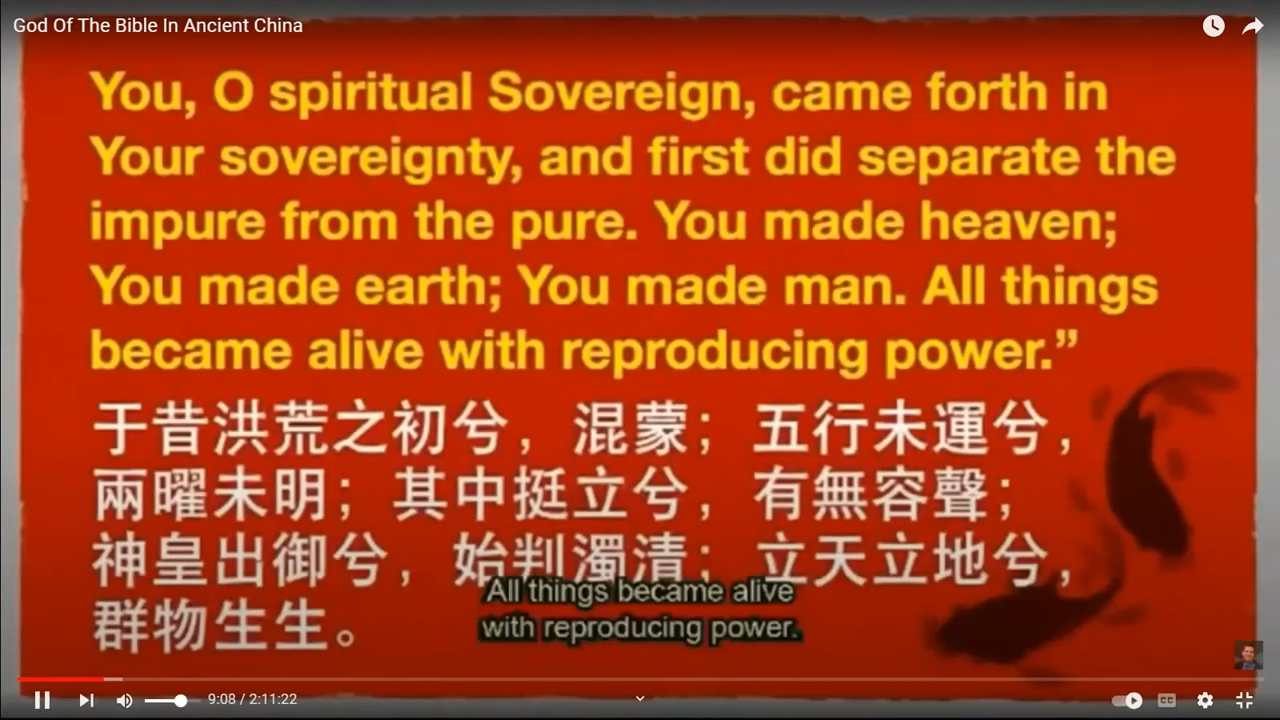 God Of The Bible In Ancient China
You, O spiritual Sovereign, came forth in
Your sovereignty, and first did separate the
impure from the pure. You made heaven;
You made earth; You made man. All things
became alive with reproducing power.”
于昔洪荒之初兮，混蒙；五行未運兮，
兩曜未明；其中挺立兮，有無容聲；
神皇出御兮，始判濁清；立天立地兮，
群物生生。
All things became alive
with reproducing power.
9:08 / 2:11:22
CC